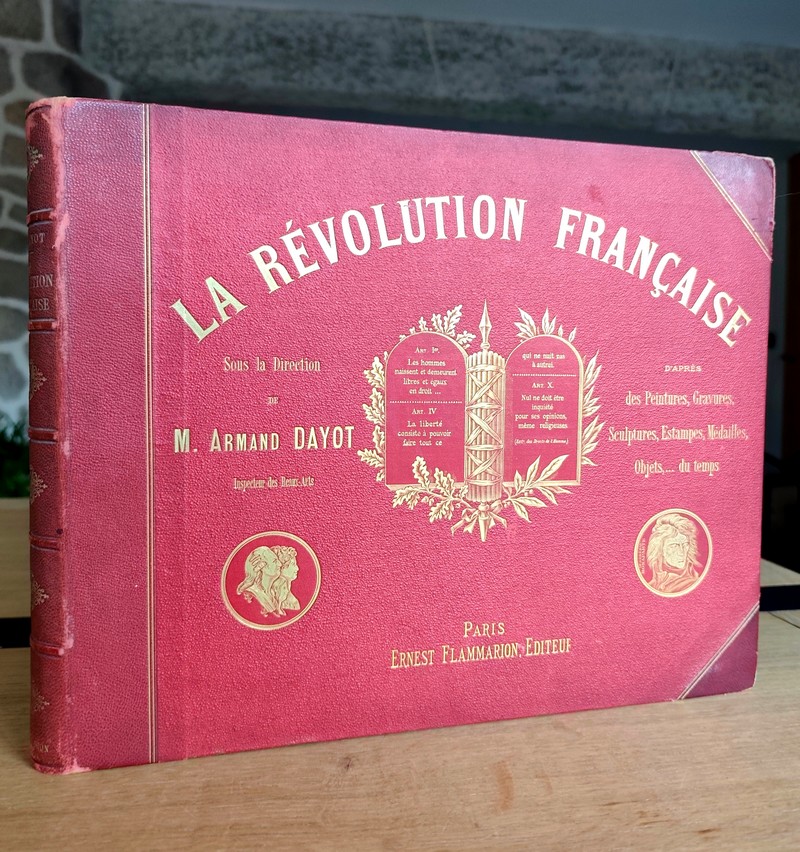 LA RÉVOLUTION FRANÇAISE
Sous la Direction
DE
M. ARMAND DAYOT
Inspecteur des Beaux-Arts
ART. Ier.
Les hommes
naissent et demeurent
libres et égaux
en droit ...
ART. IV
La liberté
consiste à pouvoir
faire tout ce
qui ne nuit pas
à autrui.
ART. X.
Nul ne doit être
inquiété
pour ses opinions,
même religieuses
D'APRÈS
des Peintures, Gravures,
Sculptures, Estampes, Médailles,
Objets,... du temps
PARIS
ERNEST FLAMMARION, EDITEUR